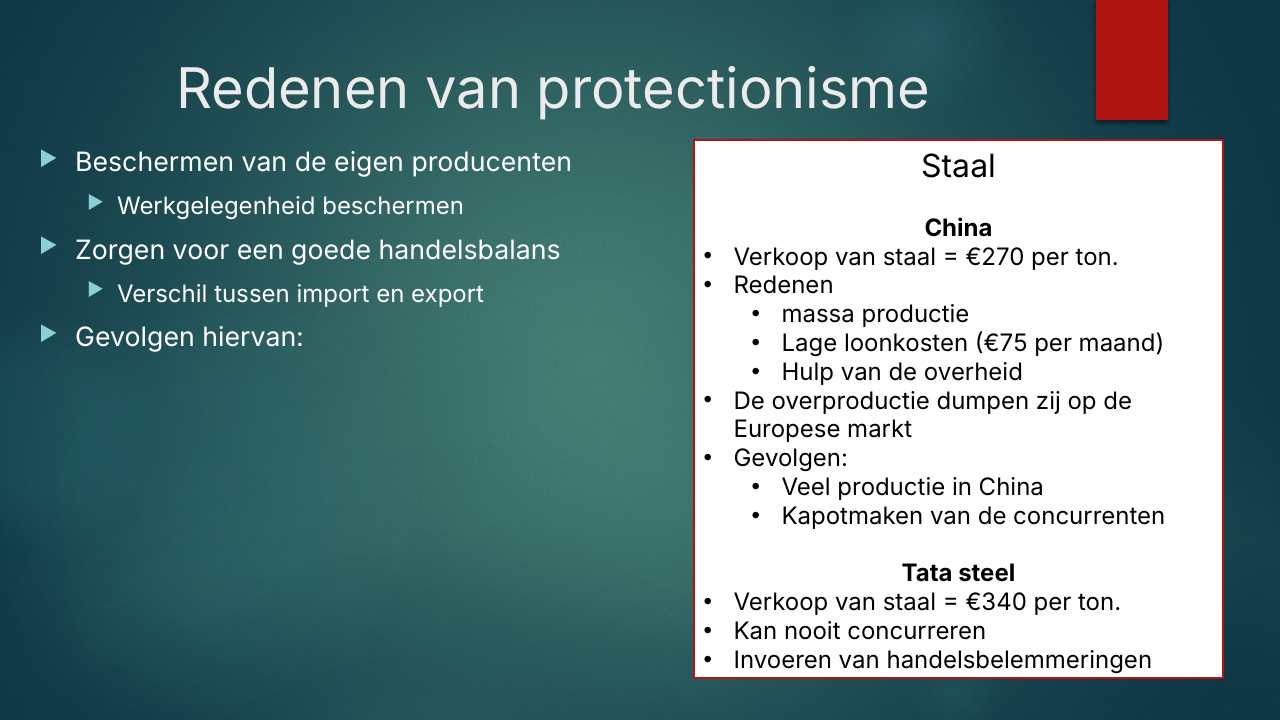 Redenen van protectionisme
Beschermen van de eigen producenten
Werkgelegenheid beschermen
Zorgen voor een goede handelsbalans
Verschil tussen import en export
Gevolgen hiervan:
Staal
China
• Verkoop van staal = €270 per ton.
• Redenen
• massa productie
• Lage loonkosten (€75 per maand)
• Hulp van de overheid
• De overproductie dumpen zij op de
Europese markt
• Gevolgen:
• Veel productie in China
• Kapotmaken van de concurrenten
Tata steel
• Verkoop van staal = €340 per ton.
• Kan nooit concurreren
• Invoeren van handelsbelemmeringen